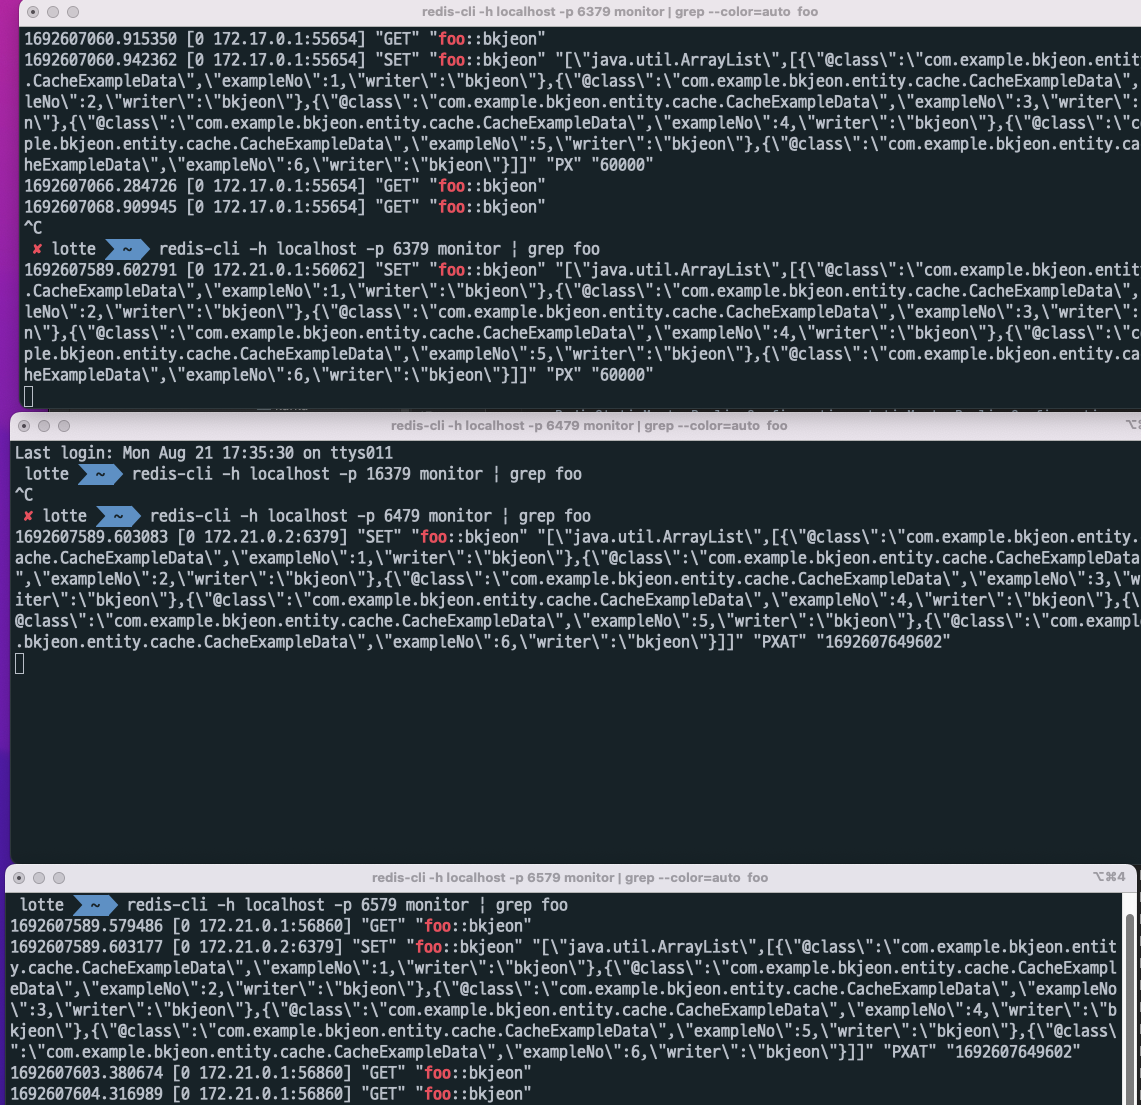 redis-cli -h localhost -p 6379 monitor | grep --color=auto foo
1692607060.915350 [0 172.17.0.1:55654] "GET" "foo::bkjeon"
1692607060.942362 [0 172.17.0.1:55654] "SET" "foo::bkjeon" "[\"java.util.ArrayList\",[{\"@class\":\"com.example.bkjeon.entity
.CacheExampleData\",\"exampleNo\":1,\"writer\":\"bkjeon\"},{\"@class\":\"com.example.bkjeon.entity.cache.CacheExampleData\",
leNo\":2,\"writer\":\"bkjeon\"},{\"@class\":\"com.example.bkjeon.entity.cache.CacheExampleData\",\"exampleNo\":3,\"writer\":
n\"},{\"@class\":\"com.example.bkjeon.entity.cache.CacheExampleData\",\"exampleNo\":4,\"writer\":\"bkjeon\"},{\"@class\":\"c
ple.bkjeon.entity.cache.CacheExampleData\",\"exampleNo\":5,\"writer\":\"bkjeon\"},{\"@class\":\"com.example.bkjeon.entity.ca
heExampleData\",\"exampleNo\":6,\"writer\":\"bkjeon\"}]]" "PX" "60000"
1692607066.284726 [0 172.17.0.1:55654] "GET" "foo::bkjeon"
1692607068.909945 [0 172.17.0.1:55654] "GET" "foo::bkjeon"
^C
✘ lotte ~ redis-cli -h localhost -p 6379 monitor | grep foo
1692607589.602791 [0 172.21.0.1:56062] "SET" "foo::bkjeon" "[\"java.util.ArrayList\",[{\"@class\":\"com.example.bkjeon.entity
.CacheExampleData\",\"exampleNo\":1,\"writer\":\"bkjeon\"},{\"@class\":\"com.example.bkjeon.entity.cache.CacheExampleData\",
leNo\":2,\"writer\":\"bkjeon\"},{\"@class\":\"com.example.bkjeon.entity.cache.CacheExampleData\",\"exampleNo\":3,\"writer\":
n\"},{\"@class\":\"com.example.bkjeon.entity.cache.CacheExampleData\",\"exampleNo\":4,\"writer\":\"bkjeon\"},{\"@class\":\"c
ple.bkjeon.entity.cache.CacheExampleData\",\"exampleNo\":5,\"writer\":\"bkjeon\"},{\"@class\":\"com.example.bkjeon.entity.ca
heExampleData\",\"exampleNo\":6,\"writer\":\"bkjeon\"}]]" "PX" "60000"
redis-cli -h localhost -p 6479 monitor | grep --color=auto foo
Last login: Mon Aug 21 17:35:30 on ttys011
lotte ~ redis-cli -h localhost -p 16379 monitor | grep foo
^C
✘ lotte ~ redis-cli -h localhost -p 6479 monitor | grep foo
1692607589.603083 [0 172.21.0.2:6379] "SET" "foo::bkjeon" "[\"java.util.ArrayList\",[{\"@class\":\"com.example.bkjeon.entity.
ache.CacheExampleData\",\"exampleNo\":1,\"writer\":\"bkjeon\"},{\"@class\":\"com.example.bkjeon.entity.cache.CacheExampleData
\",\"exampleNo\":2,\"writer\":\"bkjeon\"},{\"@class\":\"com.example.bkjeon.entity.cache.CacheExampleData\",\"exampleNo\":3,\"w
iter\":\"bkjeon\"},{\"@class\":\"com.example.bkjeon.entity.cache.CacheExampleData\",\"exampleNo\":4,\"writer\":\"bkjeon\"},{\
@class\":\"com.example.bkjeon.entity.cache.CacheExampleData\",\"exampleNo\":5,\"writer\":\"bkjeon\"},{\"@class\":\"com.exampl
.bkjeon.entity.cache.CacheExampleData\",\"exampleNo\":6,\"writer\":\"bkjeon\"}]]" "PXAT" "1692607649602"
redis-cli -h localhost -p 6579 monitor | grep --color=auto foo ⌥⌘4
lotte ~ redis-cli -h localhost -p 6579 monitor | grep foo
1692607589.579486 [0 172.21.0.1:56860] "GET" "foo::bkjeon"
1692607589.603177 [0 172.21.0.2:6379] "SET" "foo::bkjeon" "[\"java.util.ArrayList\",[{\"@class\":\"com.example.bkjeon.entit
y.cache.CacheExampleData\",\"exampleNo\":1,\"writer\":\"bkjeon\"},{\"@class\":\"com.example.bkjeon.entity.cache.CacheExampl
eData\",\"exampleNo\":2,\"writer\":\"bkjeon\"},{\"@class\":\"com.example.bkjeon.entity.cache.CacheExampleData\",\"exampleNo
\":3,\"writer\":\"bkjeon\"},{\"@class\":\"com.example.bkjeon.entity.cache.CacheExampleData\",\"exampleNo\":4,\"writer\":\"b
kjeon\"},{\"@class\":\"com.example.bkjeon.entity.cache.CacheExampleData\",\"exampleNo\":5,\"writer\":\"bkjeon\"},{\"@class\
":\"com.example.bkjeon.entity.cache.CacheExampleData\",\"exampleNo\":6,\"writer\":\"bkjeon\"}]]" "PXAT" "1692607649602"
1692607603.380674 [0 172.21.0.1:56860] "GET" "foo::bkjeon"
1692607604.316989 [0 172.21.0.1:56860] "GET" "foo::bkjeon"